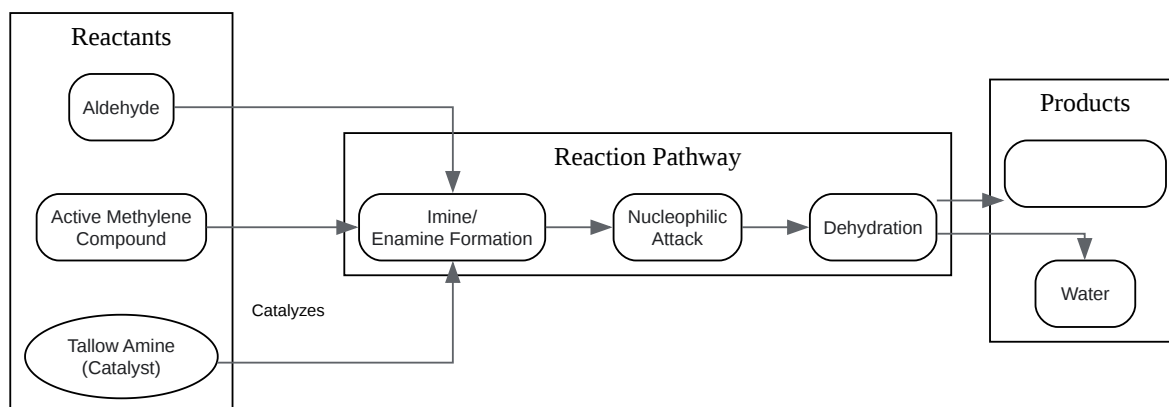 Reactants
Aldehyde
Active Methylene
Compound
Tallow Amine
(Catalyst)
Catalyzes
Reaction Pathway
Imine/
Enamine Formation
Nucleophilic
Attack
Dehydration
Products
Water